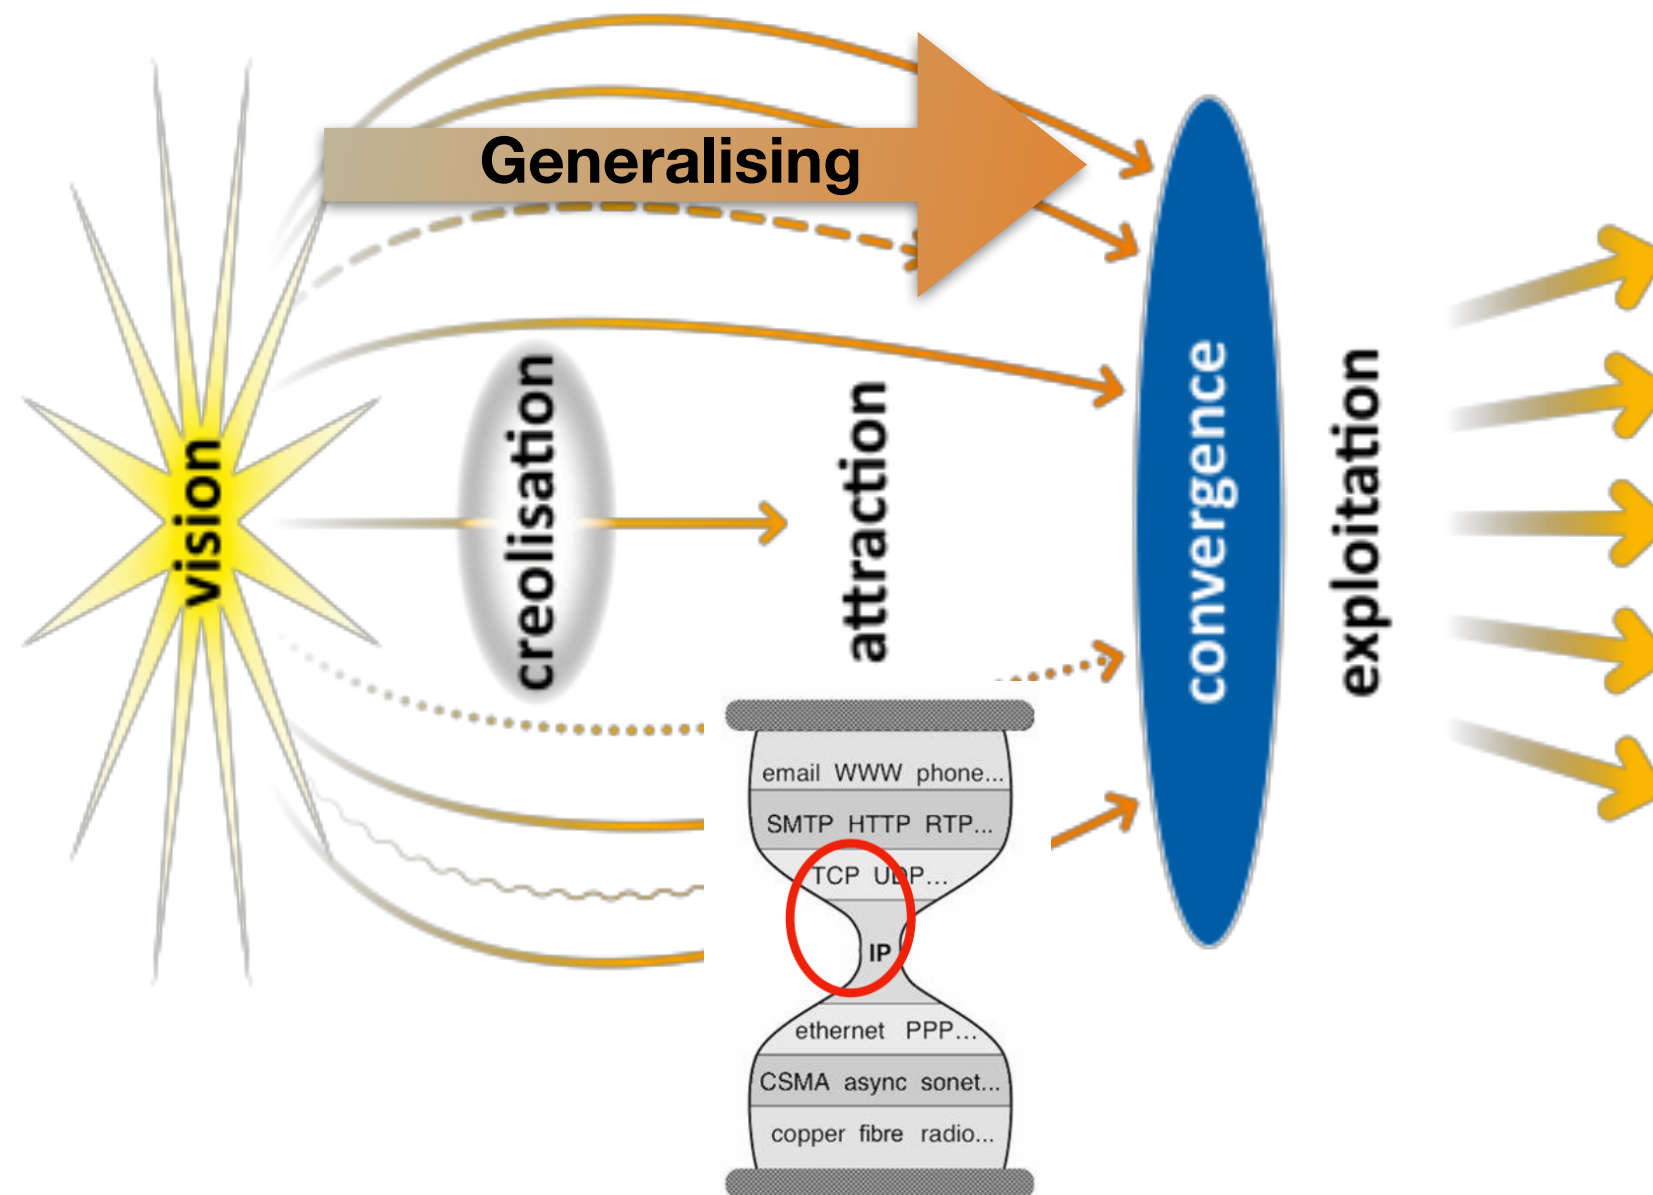 Generalising
vision
creolisation
attraction
convergence
exploitation
email WWW phone...
SMTP HTTP RTP...
TCP UDP...
IP
ethernet PPP...
CSMA async sonet...
copper fibre radio...